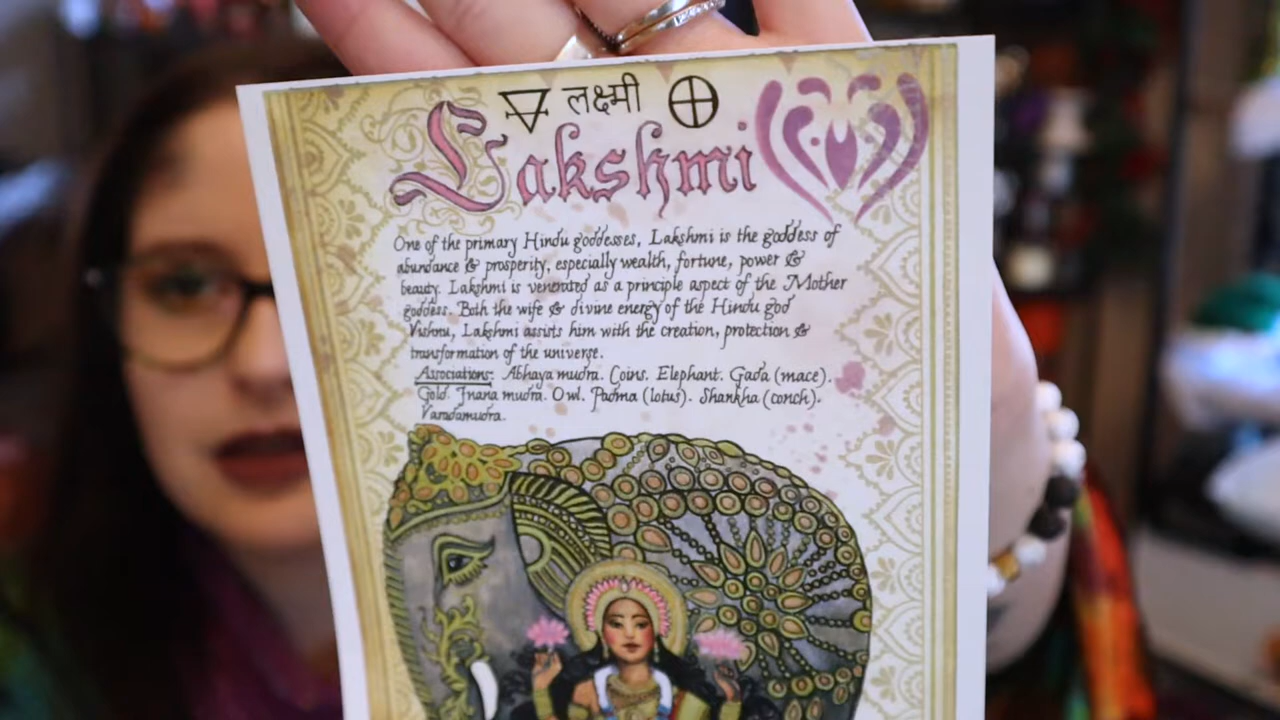 लक्ष्मी
Lakshmi
One of the primary Hindu goddesses, Lakshmi is the goddess of
abundance & prosperity, especially wealth, fortune, power &
beauty. Lakshmi is venerated as a principle aspect of the Mother
goddess. Both the wife & divine energy of the Hindu god
Vishnu, Lakshmi assists him with the creation, protection &
transformation of the universe.
Associations: Abhaya mudra. Coins. Elephant. Gada (mace).
Gold. Jnana mudra. Owl. Padma (lotus). Shankha (conch).
Varadamudra.